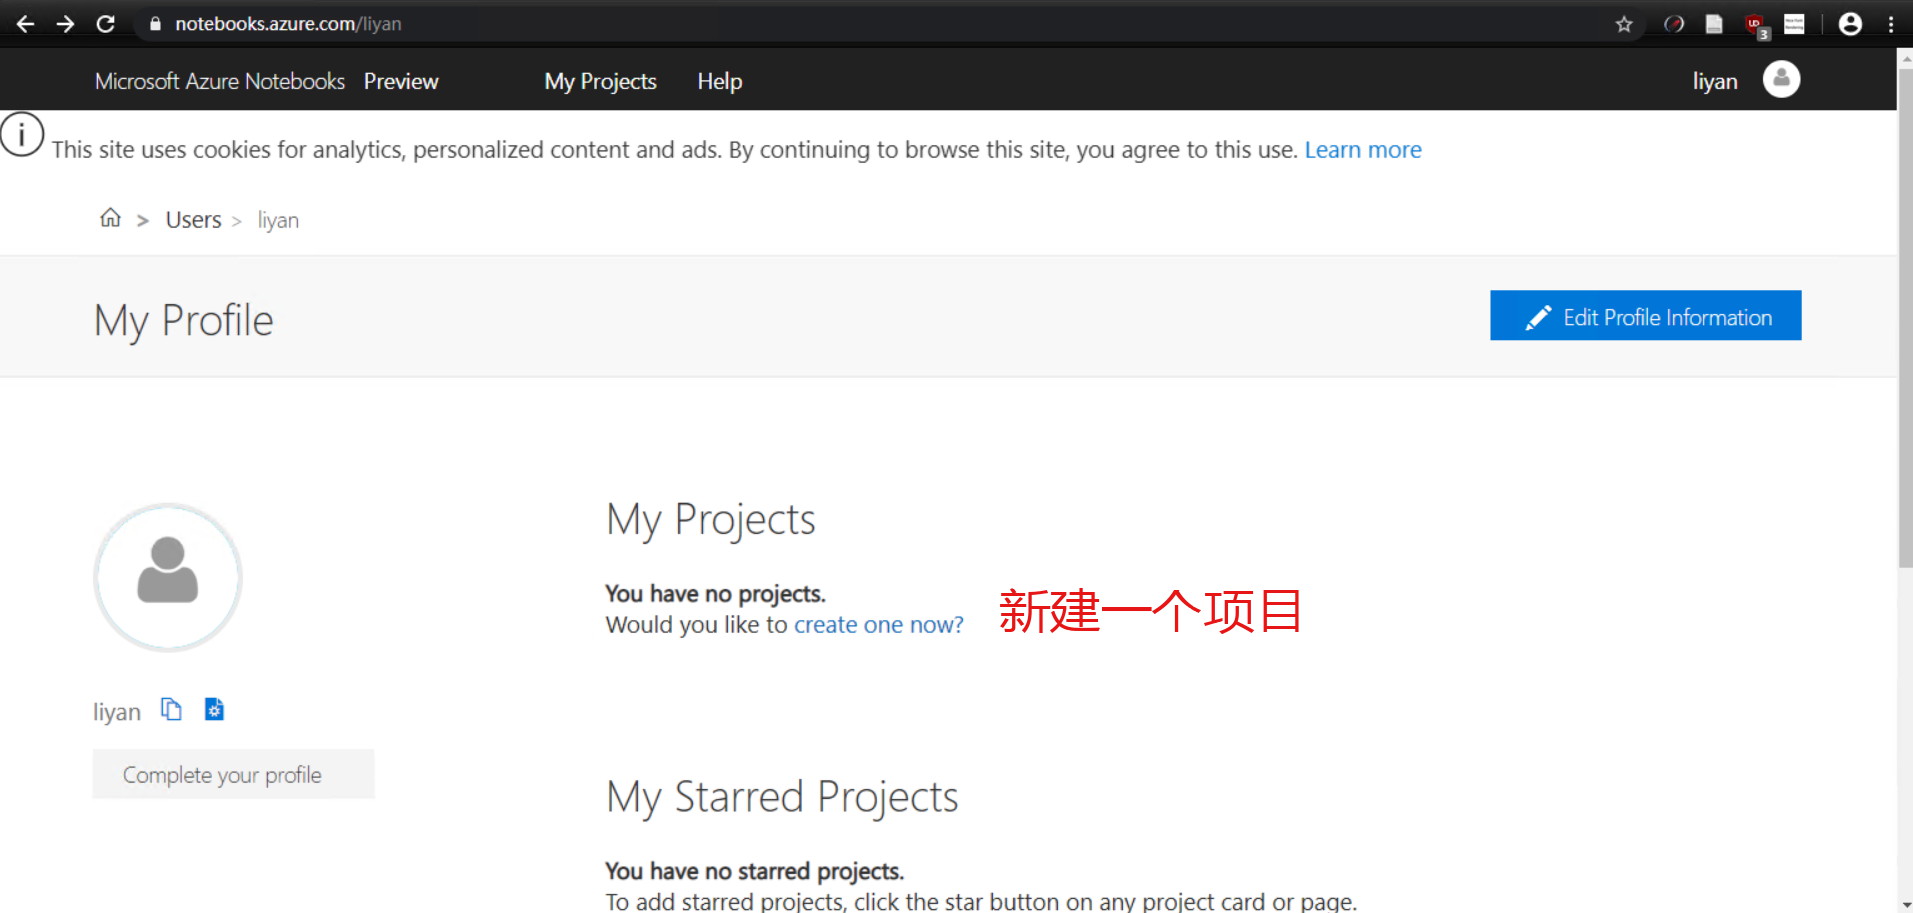 notebooks.azure.com/liyan
3
Microsoft Azure Notebooks Preview My Projects Help liyan
This site uses cookies for analytics, personalized content and ads. By continuing to browse this site, you agree to this use. Learn more
> Users > liyan
My Profile
Edit Profile Information
My Projects
You have no projects.
Would you like to create one now?
新建一个项目
liyan
Complete your profile
My Starred Projects
You have no starred projects.
To add starred projects, click the star button on any project card or page.